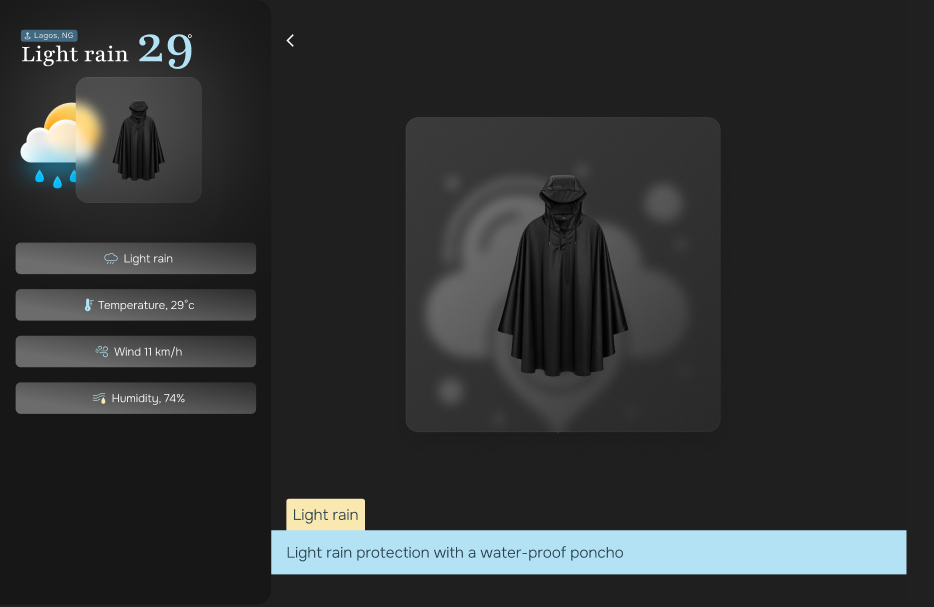 Lagos, NG
Light rain 29°
Light rain
Temperature, 29°c
Wind 11 km/h
Humidity, 74%
Light rain
Light rain protection with a water-proof poncho